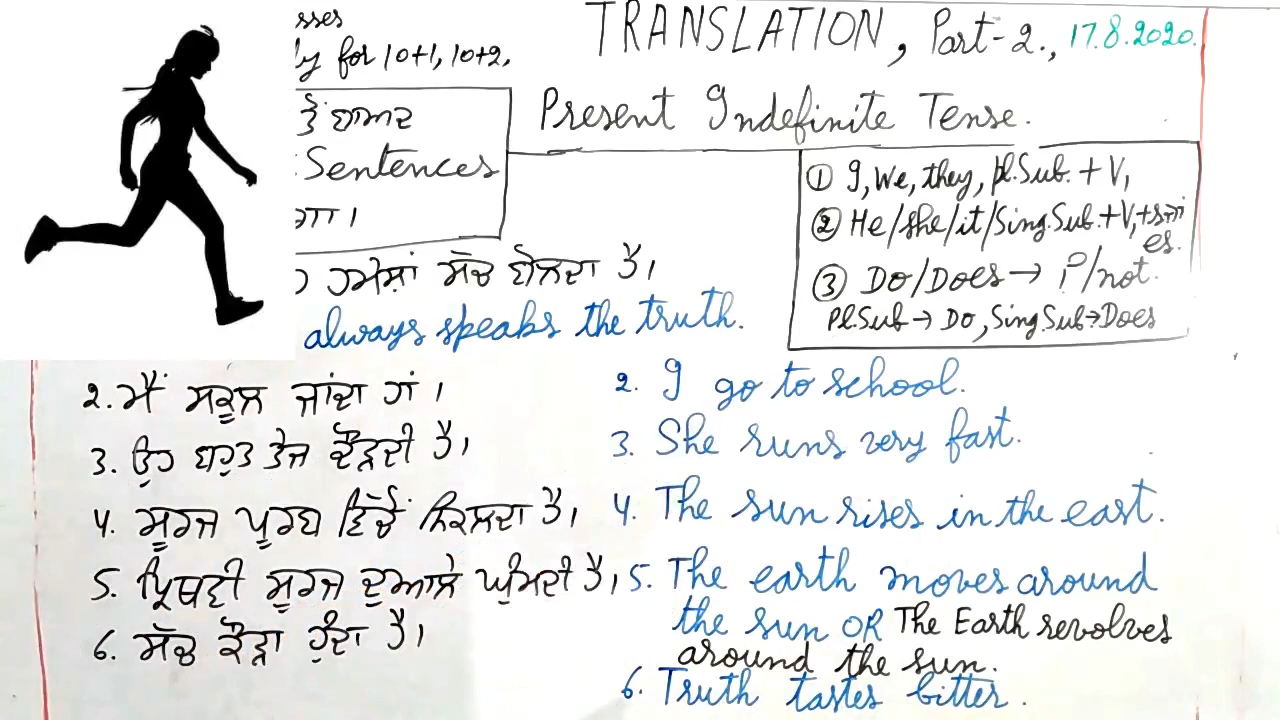 sses
ly for 10+1, 10+2,
TRANSLATION, Part-2., 17.8.2020.
Present Indefinite Tense.
ਤੋਂ ਬਾਅਦ
Sentences
ਗਾ।
① I, We, they, Pl.Sub. + V₁
② He/She/it/Sing.Sub. + V₁ + s
es.
③ Do/Does → ?/not.
Pl.Sub → Do, Sing Sub → Does
ਹਮੇਸ਼ਾਂ ਸੱਚ ਬੋਲਦਾ ਹੈ।
always speaks the truth.
2. ਮੈਂ ਸਕੂਲ ਜਾਂਦਾ ਹਾਂ।
2. I go to school.
3. ਉਹ ਬਹੁਤ ਤੇਜ ਦੌੜਦੀ ਹੈ।
3. She runs very fast.
4. ਸੂਰਜ ਪੂਰਬ ਵਿੱਚੋਂ ਨਿਕਲਦਾ ਹੈ।
4. The sun rises in the east.
5. ਪ੍ਰਿਥਵੀ ਸੂਰਜ ਦੁਆਲੇ ਘੁੰਮਦੀ ਹੈ।
5. The earth moves around
the sun OR The Earth revolves
around the sun.
6. ਸੱਚ ਕੌੜਾ ਹੁੰਦਾ ਹੈ।
6. Truth tastes bitter.